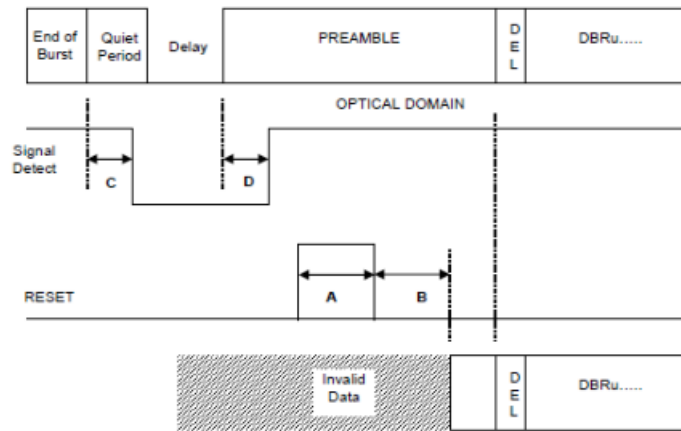 End of Burst
Quiet Period
Delay
PREAMBLE
D E L
DBRu.....
OPTICAL DOMAIN
Signal Detect
C
D
RESET
A
B
Invalid Data
D E L
DBRu.....